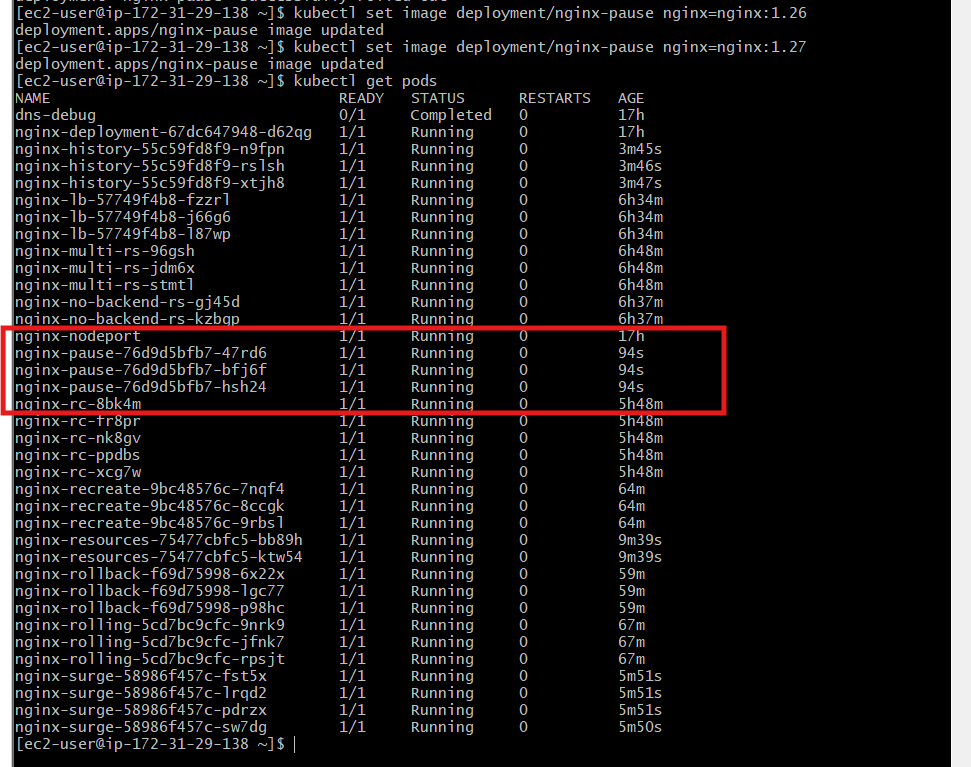 [ec2-user@ip-172-31-29-138 ~]$ kubectl set image deployment/nginx-pause nginx=nginx:1.26
deployment.apps/nginx-pause image updated
[ec2-user@ip-172-31-29-138 ~]$ kubectl set image deployment/nginx-pause nginx=nginx:1.27
deployment.apps/nginx-pause image updated
[ec2-user@ip-172-31-29-138 ~]$ kubectl get pods
NAME READY STATUS RESTARTS AGE
dns-debug 0/1 Completed 0 17h
nginx-deployment-67dc647948-d62qg 1/1 Running 0 17h
nginx-history-55c59fd8f9-n9fpn 1/1 Running 0 3m45s
nginx-history-55c59fd8f9-rslsh 1/1 Running 0 3m46s
nginx-history-55c59fd8f9-xtjh8 1/1 Running 0 3m47s
nginx-lb-57749f4b8-fzzrl 1/1 Running 0 6h34m
nginx-lb-57749f4b8-j66g6 1/1 Running 0 6h34m
nginx-lb-57749f4b8-l87wp 1/1 Running 0 6h34m
nginx-multi-rs-96gsh 1/1 Running 0 6h48m
nginx-multi-rs-jdm6x 1/1 Running 0 6h48m
nginx-multi-rs-stmtl 1/1 Running 0 6h48m
nginx-no-backend-rs-gj45d 1/1 Running 0 6h37m
nginx-no-backend-rs-kzbqp 1/1 Running 0 6h37m
nginx-nodeport 1/1 Running 0 17h
nginx-pause-76d9d5bfb7-47rd6 1/1 Running 0 94s
nginx-pause-76d9d5bfb7-bfj6f 1/1 Running 0 94s
nginx-pause-76d9d5bfb7-hsh24 1/1 Running 0 94s
nginx-rc-8bk4m 1/1 Running 0 5h48m
nginx-rc-fr8pr 1/1 Running 0 5h48m
nginx-rc-nk8gv 1/1 Running 0 5h48m
nginx-rc-ppdbs 1/1 Running 0 5h48m
nginx-rc-xcg7w 1/1 Running 0 5h48m
nginx-recreate-9bc48576c-7nqf4 1/1 Running 0 64m
nginx-recreate-9bc48576c-8ccgk 1/1 Running 0 64m
nginx-recreate-9bc48576c-9rbsl 1/1 Running 0 64m
nginx-resources-75477cbfc5-bb89h 1/1 Running 0 9m39s
nginx-resources-75477cbfc5-ktw54 1/1 Running 0 9m39s
nginx-rollback-f69d75998-6x22x 1/1 Running 0 59m
nginx-rollback-f69d75998-lgc77 1/1 Running 0 59m
nginx-rollback-f69d75998-p98hc 1/1 Running 0 59m
nginx-rolling-5cd7bc9cfc-9nrk9 1/1 Running 0 67m
nginx-rolling-5cd7bc9cfc-jfnk7 1/1 Running 0 67m
nginx-rolling-5cd7bc9cfc-rpsjt 1/1 Running 0 67m
nginx-surge-58986f457c-fst5x 1/1 Running 0 5m51s
nginx-surge-58986f457c-lrqd2 1/1 Running 0 5m51s
nginx-surge-58986f457c-pdrzx 1/1 Running 0 5m51s
nginx-surge-58986f457c-sw7dg 1/1 Running 0 5m50s
[ec2-user@ip-172-31-29-138 ~]$